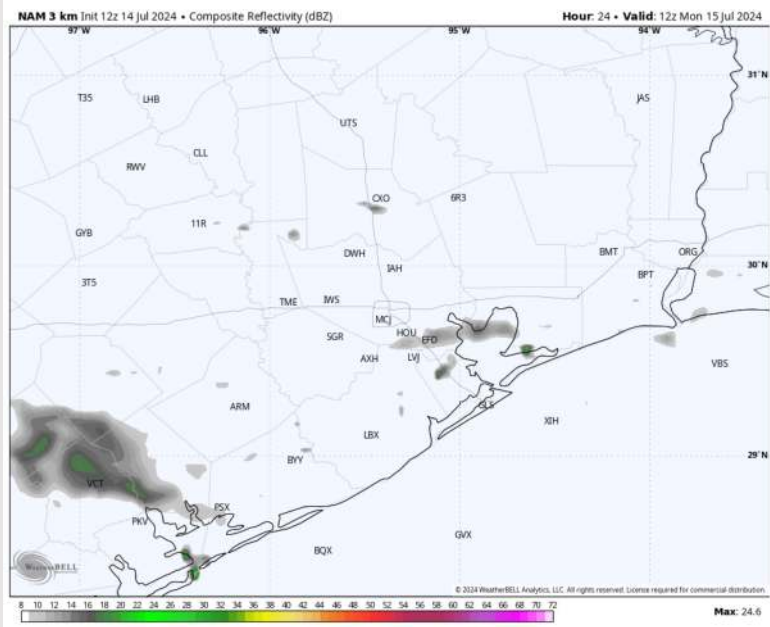 NAM 3 km Init 12z 14 Jul 2024 • Composite Reflectivity (dBZ)
Hour: 24 • Valid: 12z Mon 15 Jul 2024
97°W 96°W 95°W 94°W
31°N
T35 LHB JAS
UTS
CLL
RWV
CXO 6R3
11R
GYB
DWH BMT ORG
30°N
IAH
BPT
3T5
TME IWS
MCJ
HOU
SGR EFD
AXH LVJ
VBS
ARM GLS
XIH
LBX
29°N
BYY
VCT
PSX
PKV
GVX
BQX
WeatherBELL
© 2024 WeatherBELL Analytics, LLC. All rights reserved. License required for commercial distribution.
8 10 12 14 16 18 20 22 24 26 28 30 32 34 36 38 40 42 44 46 48 50 52 54 56 58 60 62 64 66 68 70 72
Max: 24.6